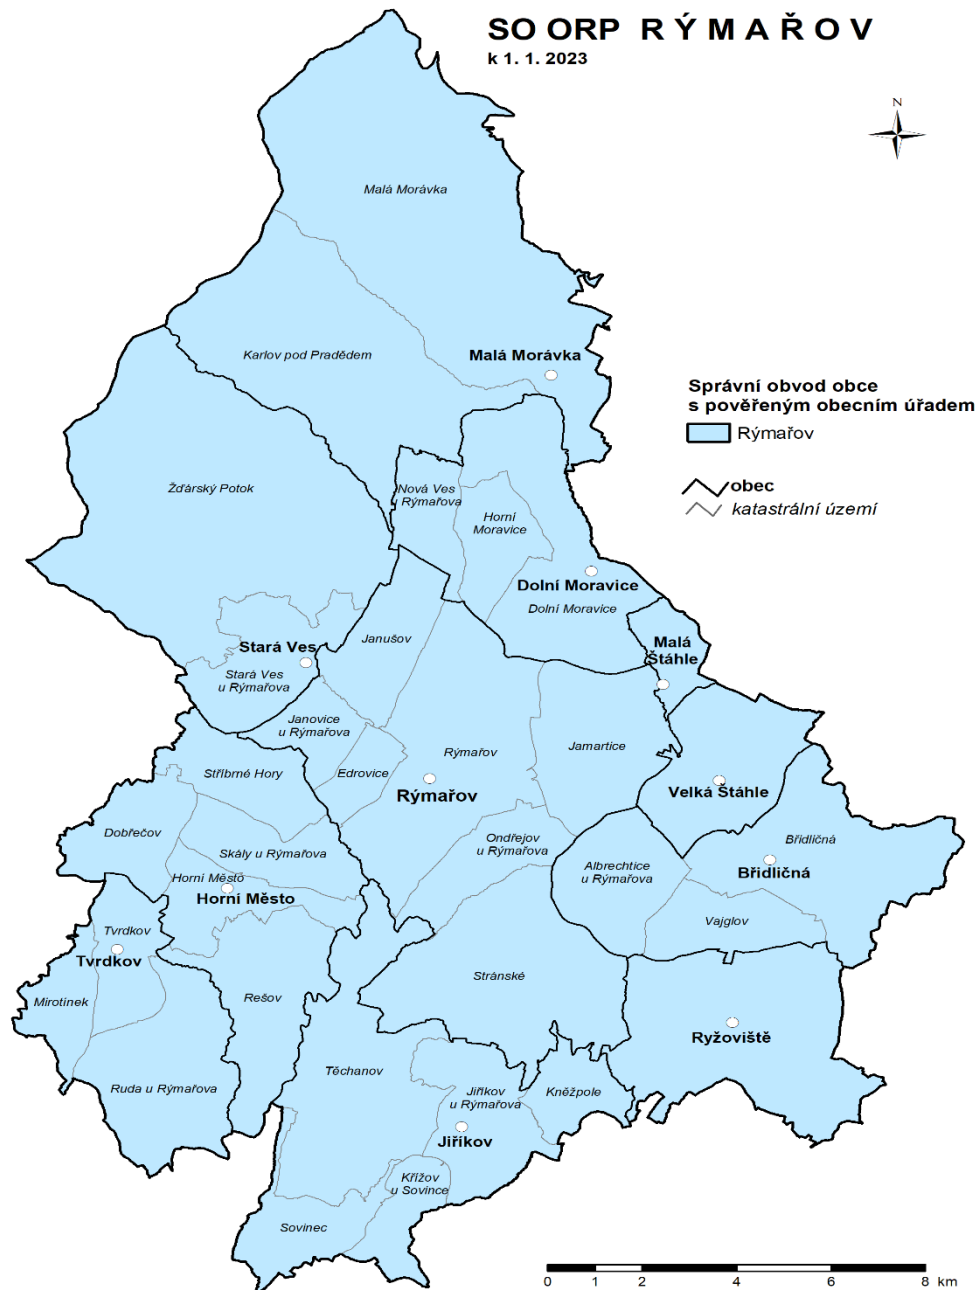 SO ORP RÝMAŘOV
k 1. 1. 2023
N
Malá Morávka
Karlov pod Pradědem
Malá Morávka
Správní obvod obce
s pověřeným obecním úřadem
Rýmařov
obec
katastrální území
Žďárský Potok
Nová Ves
u Rýmařova
Horní
Moravice
Dolní Moravice
Dolní Moravice
Janušov
Malá
Štáhle
Stará Ves
Stará Ves
u Rýmařova
Janovice
u Rýmařova
Rýmařov
Jamartice
Edrovice
Stříbrné Hory
Rýmařov
Velká Štáhle
Dobřečov
Skály u Rýmařova
Ondřejov
u Rýmařova
Břidličná
Albrechtice
u Rýmařova
Břidličná
Horní Město
Horní Město
Vajglov
Tvrdkov
Tvrdkov
Mirotínek
Rešov
Stránské
Ryžoviště
Ruda u Rýmařova
Těchanov
Jiříkov
u Rýmařova
Kněžpole
Jiříkov
Křížov
u Sovince
Sovinec
0 1 2 4 6 8 km